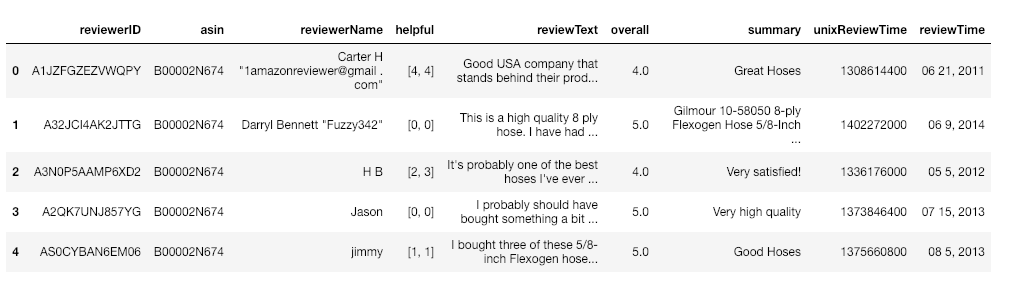 reviewerID asin reviewerName helpful reviewText overall summary unixReviewTime reviewTime
0 A1JZFGZEZVWQPY B00002N674 Carter H "1amazonreviewer@gmail . com" [4, 4] Good USA company that stands behind their prod... 4.0 Great Hoses 1308614400 06 21, 2011
1 A32JCI4AK2JTTG B00002N674 Darryl Bennett "Fuzzy342" [0, 0] This is a high quality 8 ply hose. I have had ... 5.0 Gilmour 10-58050 8-ply Flexogen Hose 5/8-Inch ... 1402272000 06 9, 2014
2 A3N0P5AAMP6XD2 B00002N674 H B [2, 3] It's probably one of the best hoses I've ever ... 4.0 Very satisfied! 1336176000 05 5, 2012
3 A2QK7UNJ857YG B00002N674 Jason [0, 0] I probably should have bought something a bit ... 5.0 Very high quality 1373846400 07 15, 2013
4 AS0CYBAN6EM06 B00002N674 jimmy [1, 1] I bought three of these 5/8-inch Flexogen hose... 5.0 Good Hoses 1375660800 08 5, 2013